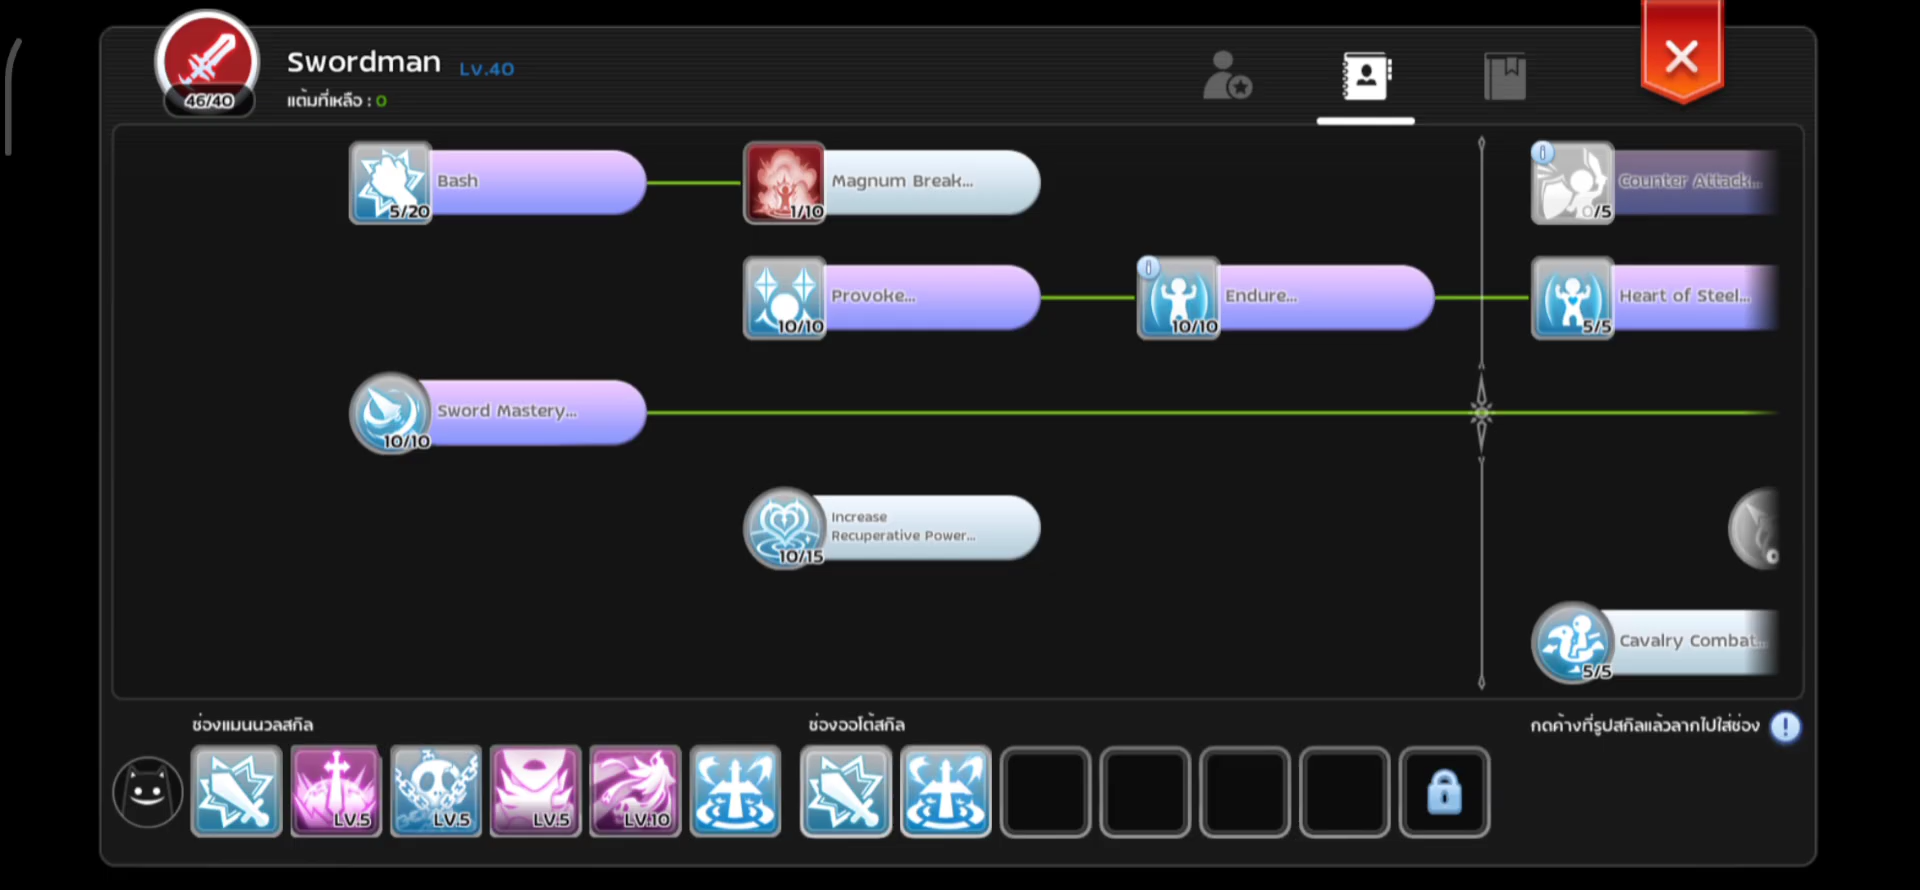 Swordman Lv.40
46/40
แต้มที่เหลือ : 0
Bash
5/20
Magnum Break...
1/10
Counter Attack...
0/5
Provoke...
10/10
Endure...
10/10
Heart of Steel...
5/5
Sword Mastery...
10/10
Increase
Recuperative Power...
10/15
Cavalry Combat...
5/5
ช่องแมนนวลสกิล
ช่องออโต้สกิล
กดค้างที่รูปสกิลแล้วลากไปใส่ช่อง
LV.5
LV.5
LV.5
LV.10